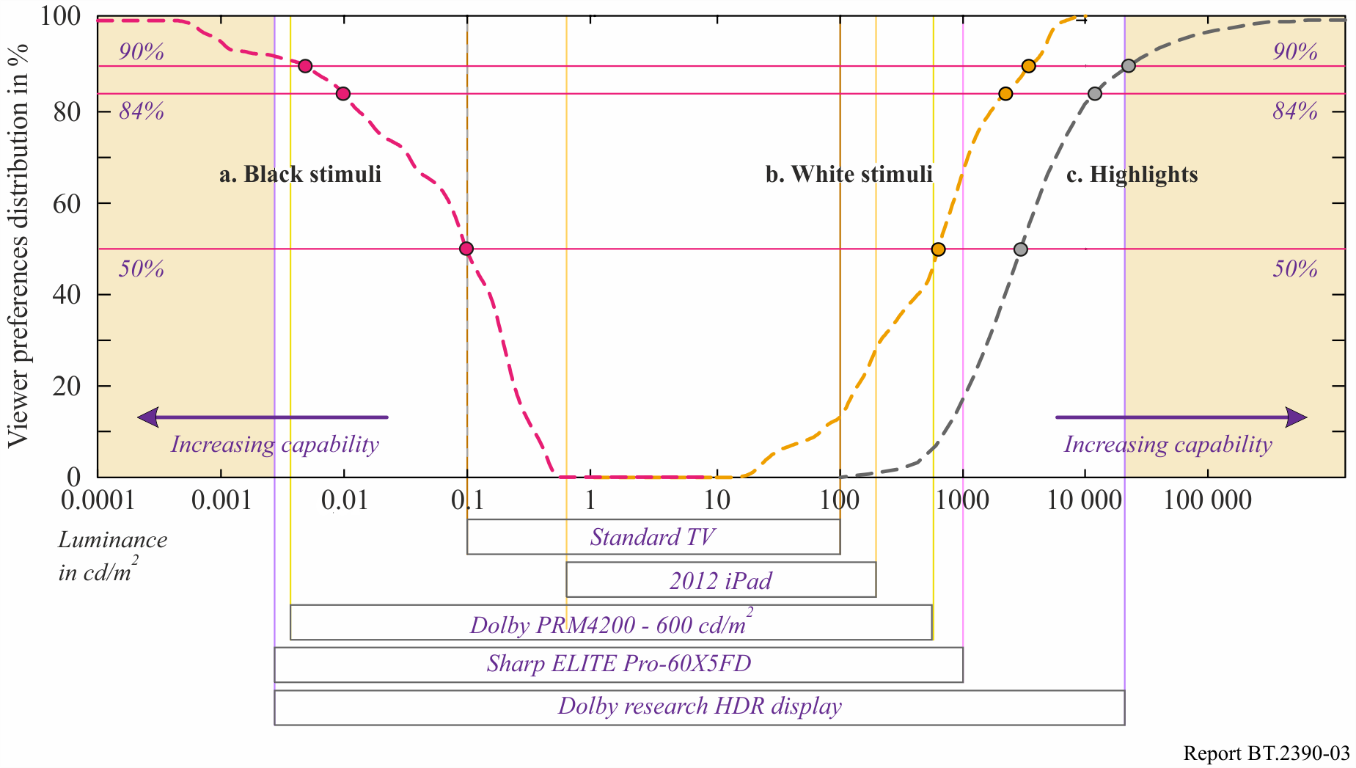 Viewer preferences distribution in %
100
90%
90%
84%
84%
80
a. Black stimuli
b. White stimuli
c. Highlights
60
50%
50%
40
20
Increasing capability
Increasing capability
0
0.0001
0.001
0.01
0.1
1
10
100
1000
10 000
100 000
Luminance
in cd/m²
Standard TV
2012 iPad
Dolby PRM4200 - 600 cd/m²
Sharp ELITE Pro-60X5FD
Dolby research HDR display
Report BT.2390-03